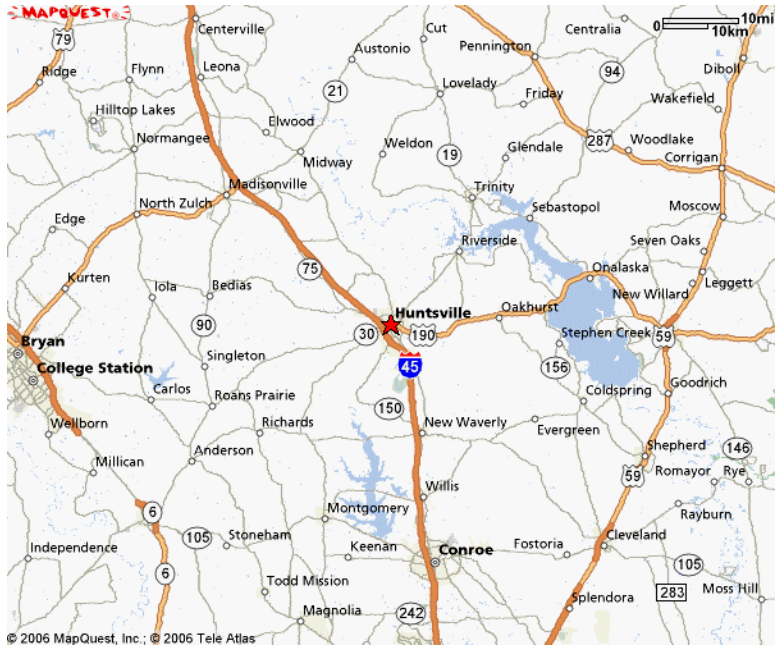 MAPQUEST
79
Centerville
Cut
Centralia
0 10mi
10km
Austonio
Pennington
Diboll
Ridge
Flynn
Leona
94
21
Lovelady
Friday
Wakefield
Hilltop Lakes
Elwood
287
Woodlake
Normangee
Midway
Weldon
19
Glendale
Corrigan
Madisonville
Trinity
North Zulch
Sebastopol
Moscow
Edge
Riverside
Seven Oaks
75
Onalaska
Leggett
Kurten
Iola
Bedias
New Willard
Huntsville
Oakhurst
90
30
190
Stephen Creek
59
Bryan
College Station
Singleton
45
156
Carlos
Roans Prairie
150
Coldspring
Goodrich
Wellborn
Richards
New Waverly
Evergreen
Anderson
Shepherd
146
Millican
59
Romayor
Rye
Willis
6
Montgomery
Rayburn
105
Stoneham
Independence
Keenan
Conroe
Fostoria
Cleveland
105
6
Todd Mission
283
Moss Hill
Magnolia
242
Splendora
© 2006 MapQuest, Inc.; © 2006 Tele Atlas